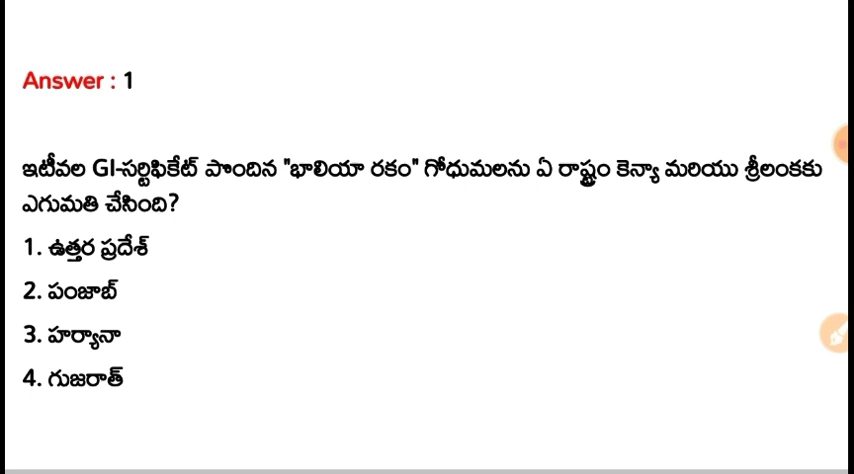 Answer : 1
ఇటీవల GI-సర్టిఫికేట్ పొందిన "భాలియా రకం" గోధుమలను ఏ రాష్ట్రం కెన్యా మరియు శ్రీలంకకు
ఎగుమతి చేసింది?
1. ఉత్తర ప్రదేశ్
2. పంజాబ్
3. హర్యానా
4. గుజరాత్